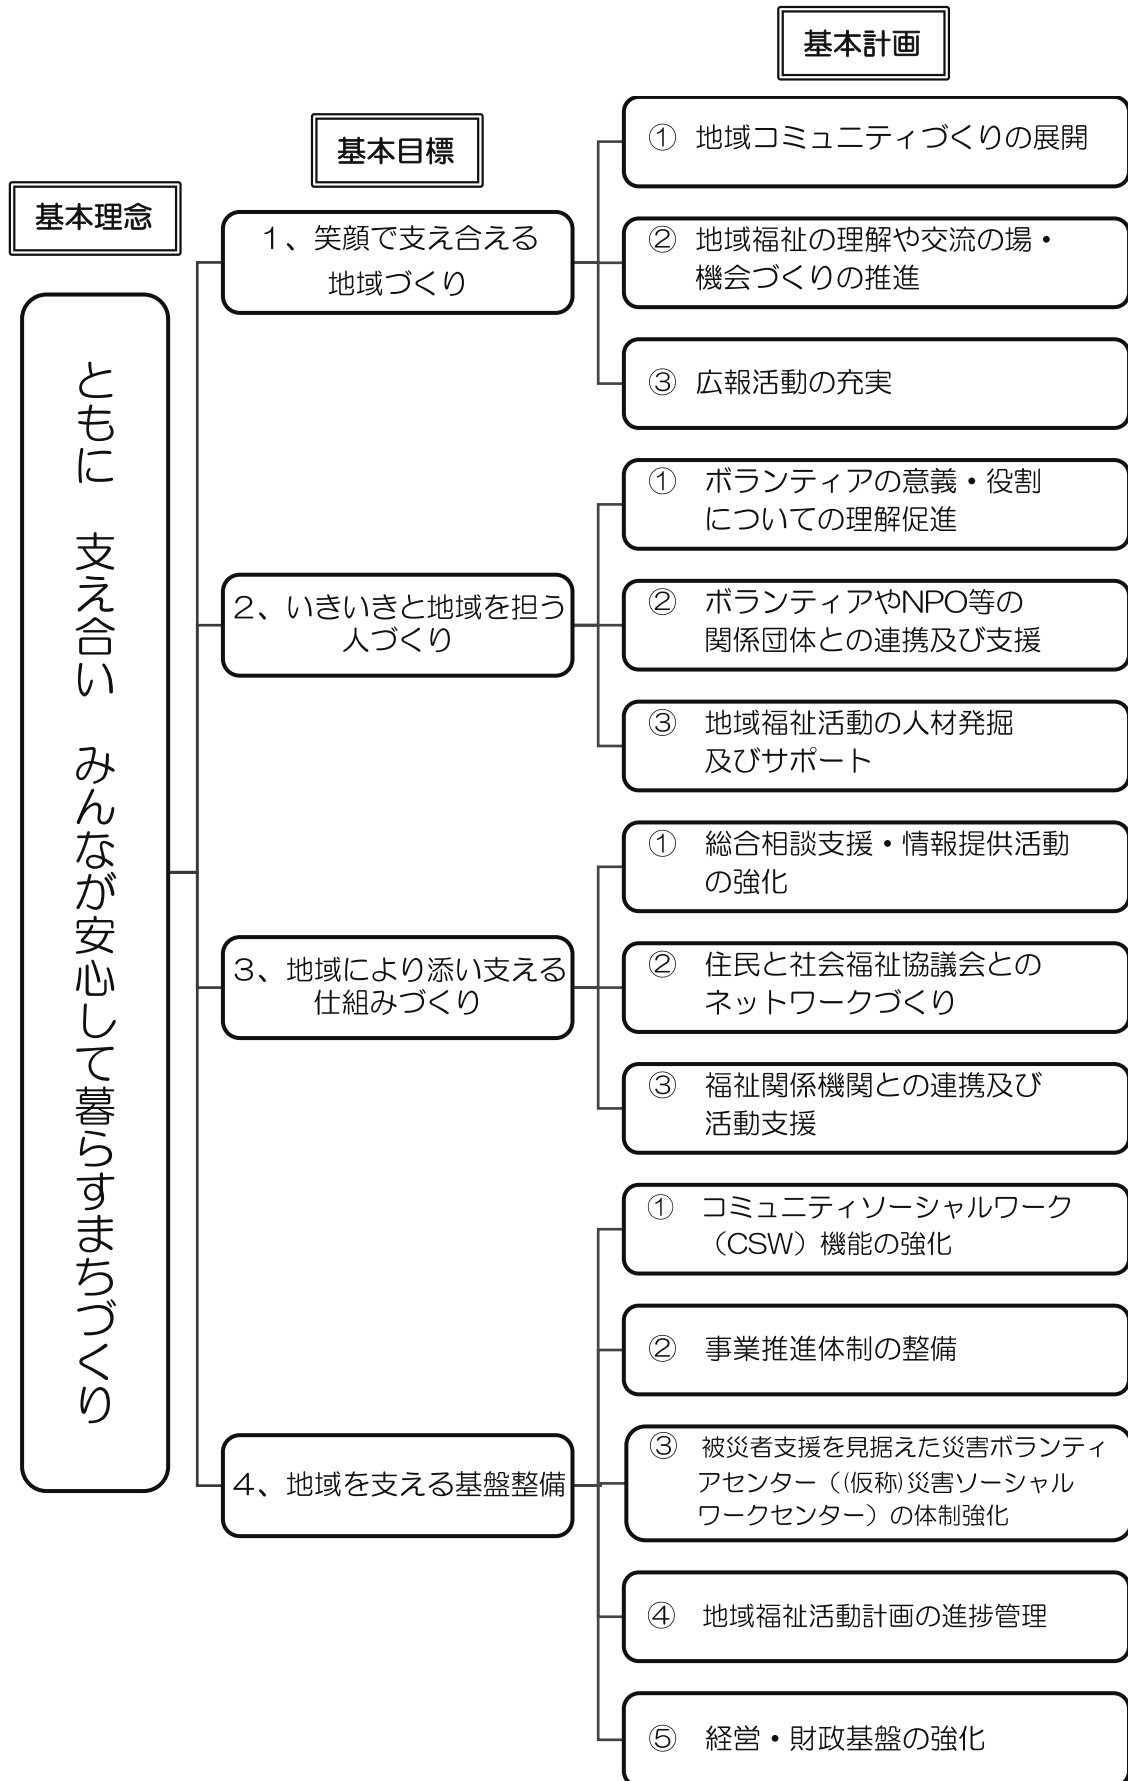 基本計画
基本目標
基本理念
ともに　支え合い　みんなが安心して暮らすまちづくり
1、笑顔で支え合える
地域づくり
① 地域コミュニティづくりの展開
② 地域福祉の理解や交流の場・
機会づくりの推進
③ 広報活動の充実
2、いきいきと地域を担う
人づくり
①　ボランティアの意義・役割
についての理解促進
②　ボランティアやNPO等の
関係団体との連携及び支援
③　地域福祉活動の人材発掘
及びサポート
3、地域により添い支える
仕組みづくり
①　総合相談支援・情報提供活動
の強化
②　住民と社会福祉協議会との
ネットワークづくり
③　福祉関係機関との連携及び
活動支援
4、地域を支える基盤整備
①　コミュニティソーシャルワーク
（CSW）機能の強化
②　事業推進体制の整備
③　被災者支援を見据えた災害ボランティ
アセンター（(仮称)災害ソーシャル
ワークセンター）の体制強化
④　地域福祉活動計画の進捗管理
⑤　経営・財政基盤の強化